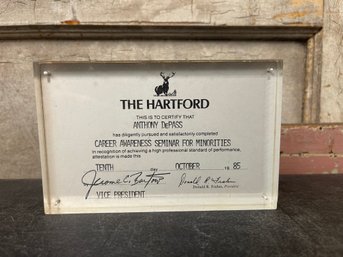 THE HARTFORD
THIS IS TO CERTIFY THAT
ANTHONY DePASS
has diligently pursued and satisfactorily completed
CAREER AWARENESS SEMINAR FOR MINORITIES
in recognition of achieving a high professional standard of performance,
attestation is made this
TENTH day OCTOBER 19 85
VICE PRESIDENT